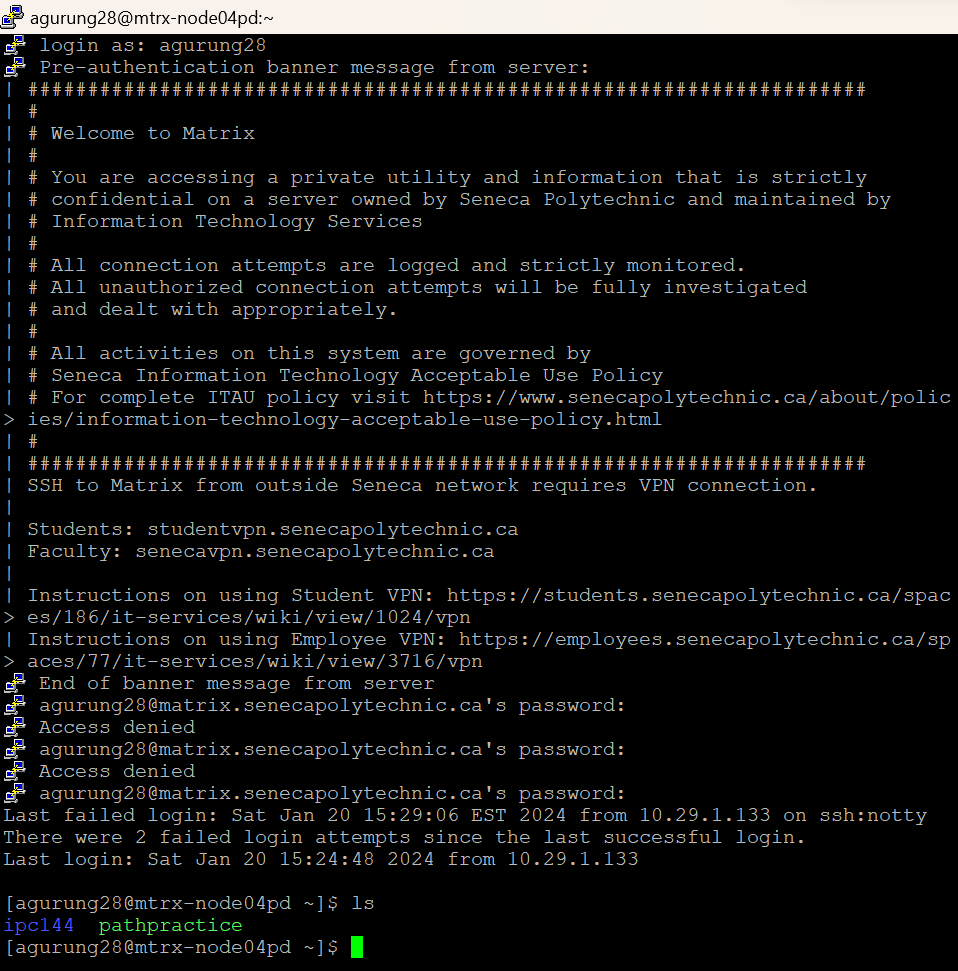 agurung28@mtrx-node04pd:~
login as: agurung28
Pre-authentication banner message from server:
| ######################################################################
| #
| # Welcome to Matrix
| #
| # You are accessing a private utility and information that is strictly
| # confidential on a server owned by Seneca Polytechnic and maintained by
| # Information Technology Services
| #
| # All connection attempts are logged and strictly monitored.
| # All unauthorized connection attempts will be fully investigated
| # and dealt with appropriately.
| #
| # All activities on this system are governed by
| # Seneca Information Technology Acceptable Use Policy
| # For complete ITAU policy visit https://www.senecapolytechnic.ca/about/polic
> ies/information-technology-acceptable-use-policy.html
| #
| ######################################################################
| SSH to Matrix from outside Seneca network requires VPN connection.
|
| Students: studentvpn.senecapolytechnic.ca
| Faculty: senecavpn.senecapolytechnic.ca
|
| Instructions on using Student VPN: https://students.senecapolytechnic.ca/spac
> es/186/it-services/wiki/view/1024/vpn
| Instructions on using Employee VPN: https://employees.senecapolytechnic.ca/sp
> aces/77/it-services/wiki/view/3716/vpn
End of banner message from server
agurung28@matrix.senecapolytechnic.ca's password:
Access denied
agurung28@matrix.senecapolytechnic.ca's password:
Access denied
agurung28@matrix.senecapolytechnic.ca's password:
Last failed login: Sat Jan 20 15:29:06 EST 2024 from 10.29.1.133 on ssh:notty
There were 2 failed login attempts since the last successful login.
Last login: Sat Jan 20 15:24:48 2024 from 10.29.1.133
[agurung28@mtrx-node04pd ~]$ ls
ipc144  pathpractice
[agurung28@mtrx-node04pd ~]$